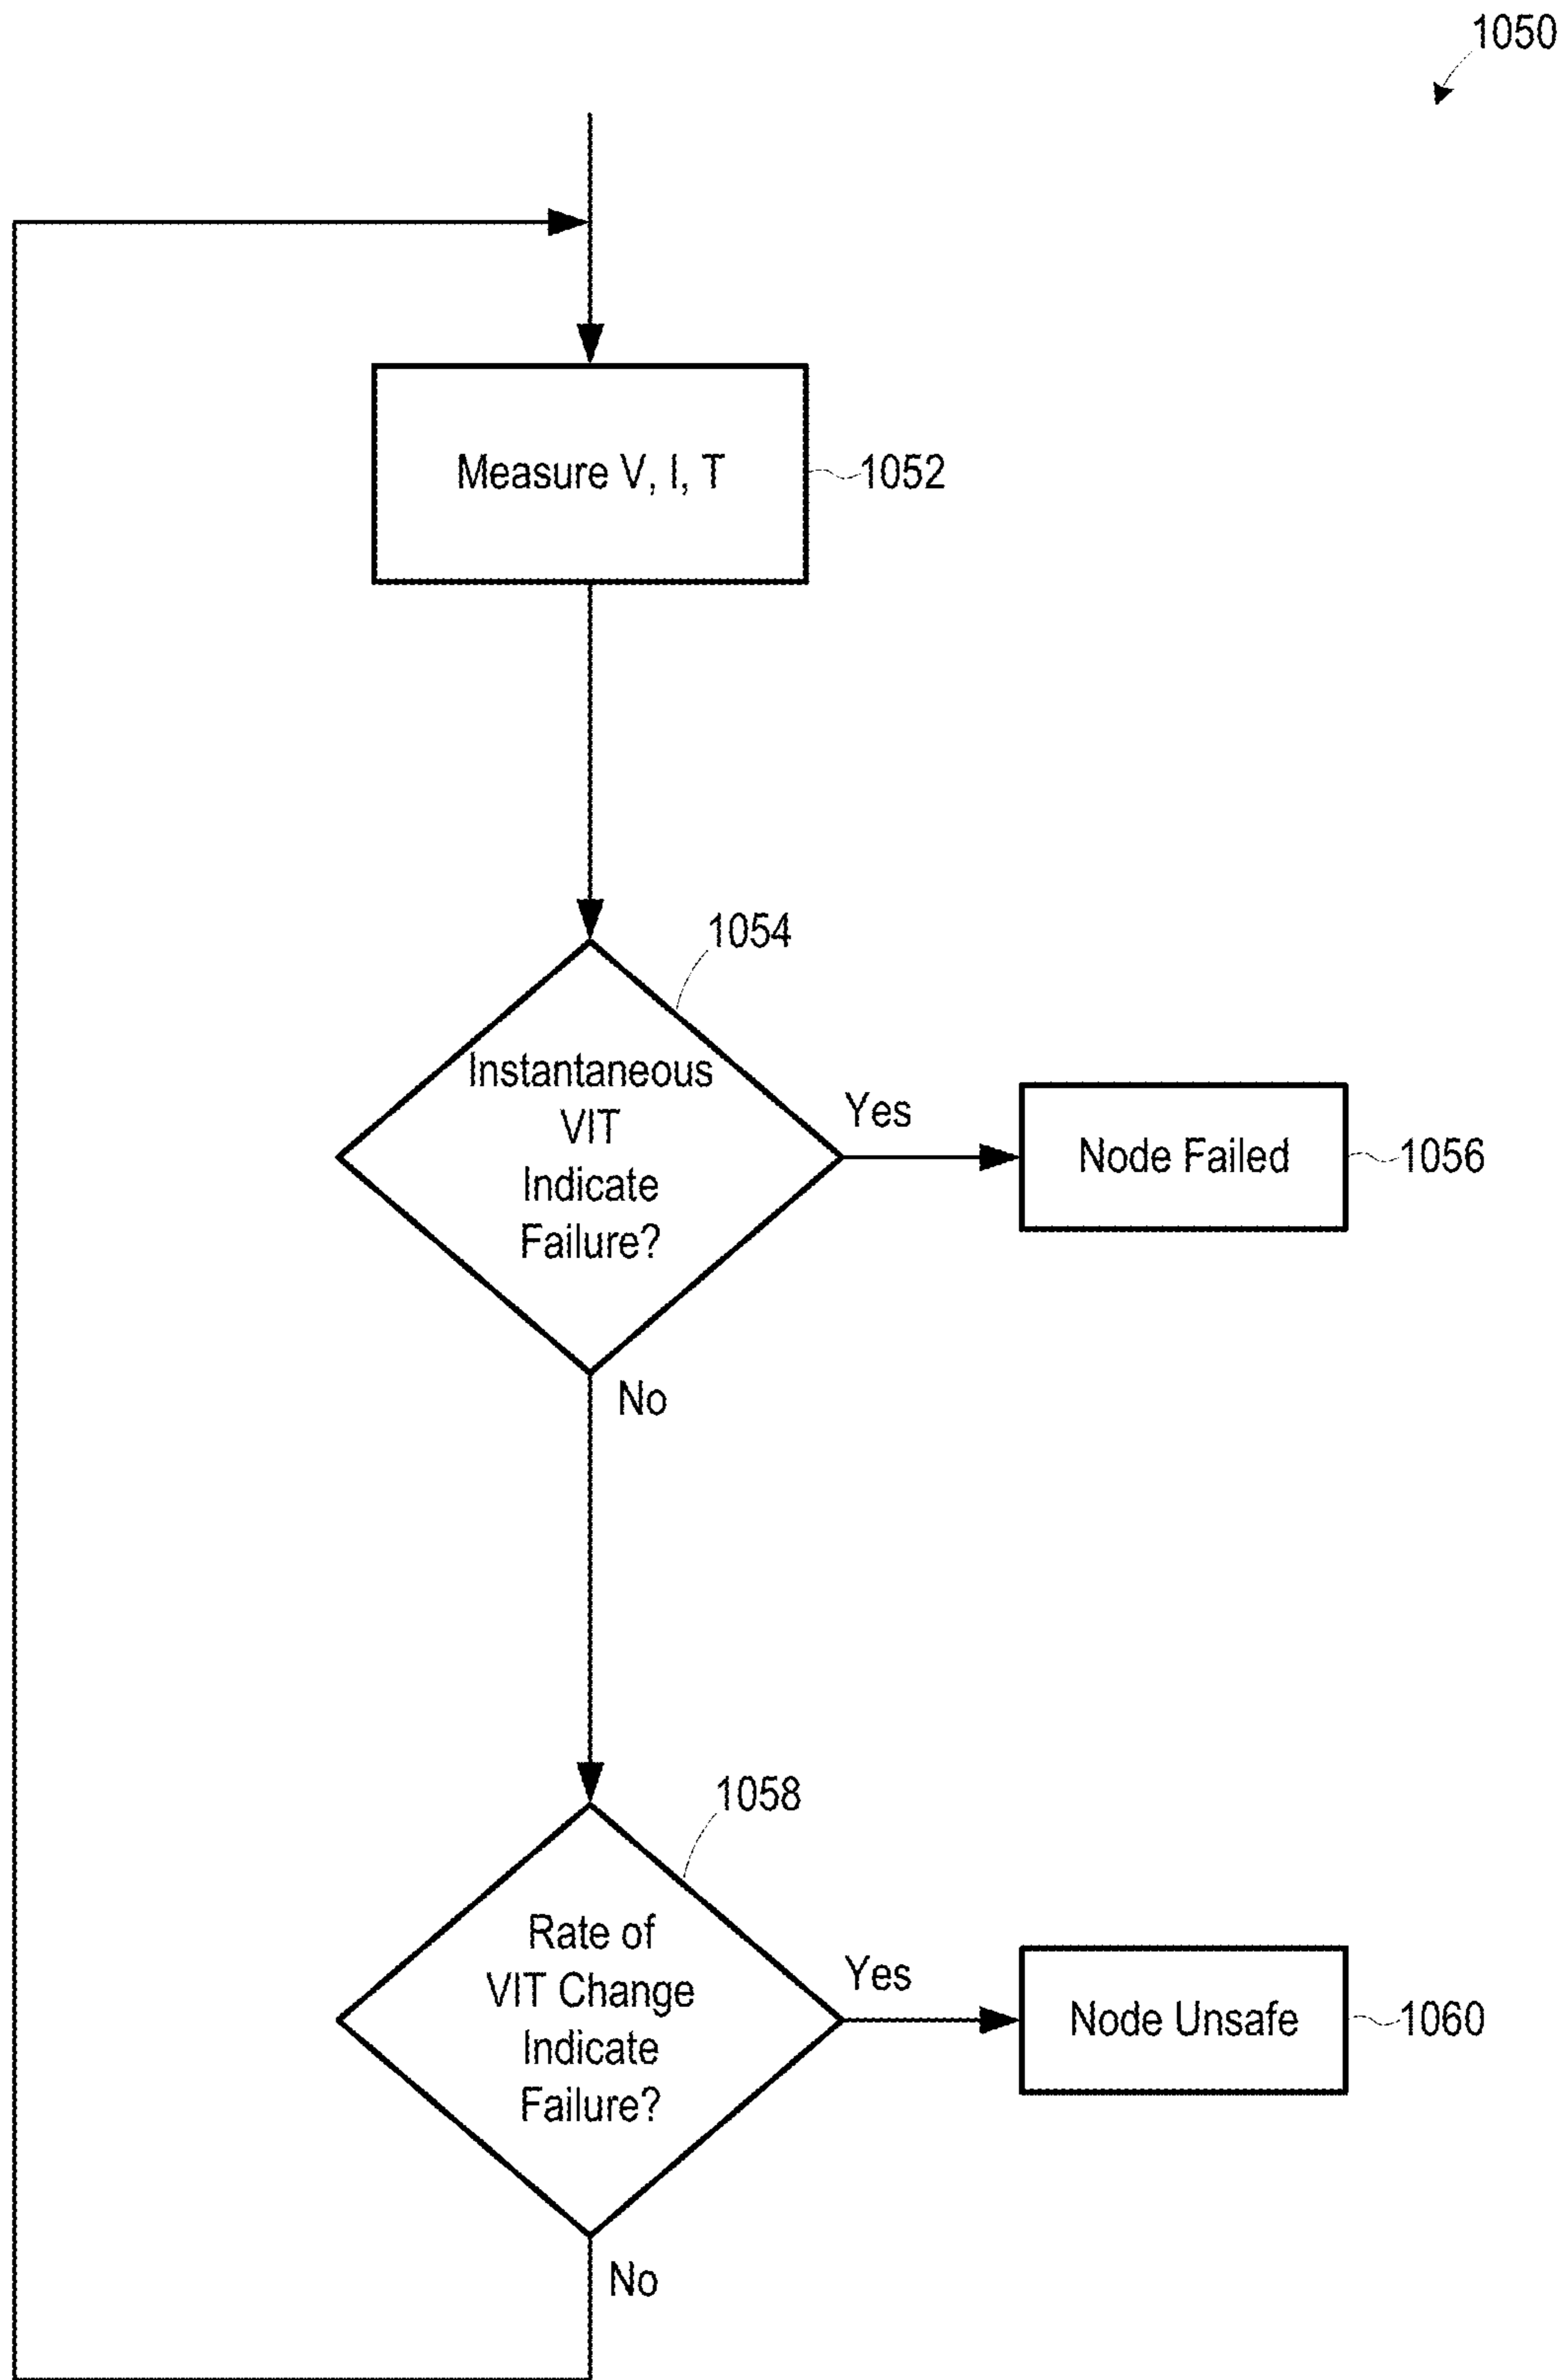 1050
Measure V, I, T
1052
1054
Instantaneous
VIT
Indicate
Failure?
Yes
Node Failed
1056
No
1058
Rate of
VIT Change
Indicate
Failure?
Yes
Node Unsafe
1060
No